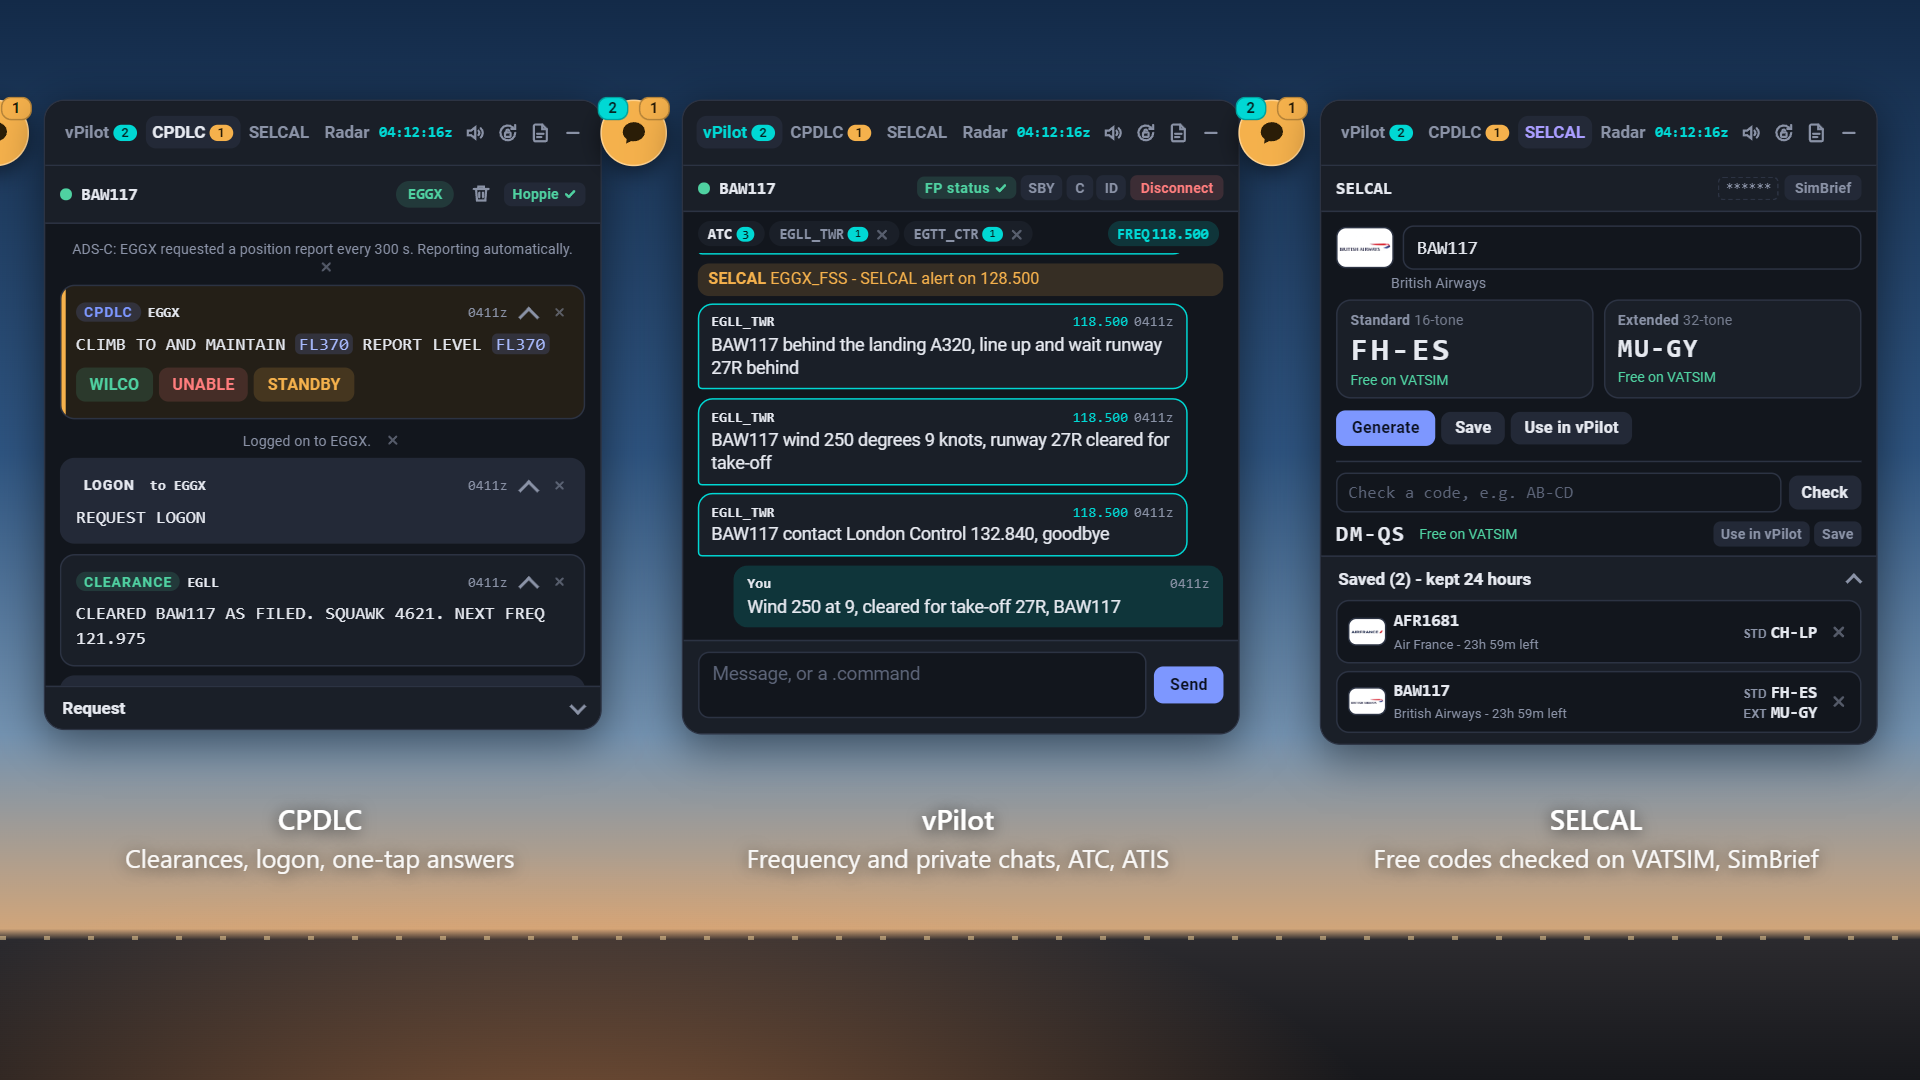 1
vPilot 2 CPDLC 1 SELCAL Radar 04:12:16z
BAW117 EGGX Hoppie
ADS-C: EGGX requested a position report every 300 s. Reporting automatically.
CPDLC EGGX 0411z
CLIMB TO AND MAINTAIN FL370 REPORT LEVEL FL370
WILCO UNABLE STANDBY
Logged on to EGGX.
LOGON to EGGX 0411z
REQUEST LOGON
CLEARANCE EGLL 0411z
CLEARED BAW117 AS FILED. SQUAWK 4621. NEXT FREQ
121.975
Request
CPDLC
Clearances, logon, one-tap answers
2 1
vPilot 2 CPDLC 1 SELCAL Radar 04:12:16z
BAW117 FP status SBY C ID Disconnect
ATC 3 EGLL_TWR 1 EGTT_CTR 1 FREQ 118.500
SELCAL EGGX_FSS - SELCAL alert on 128.500
EGLL_TWR 118.500 0411z
BAW117 behind the landing A320, line up and wait runway
27R behind
EGLL_TWR 118.500 0411z
BAW117 wind 250 degrees 9 knots, runway 27R cleared for
take-off
EGLL_TWR 118.500 0411z
BAW117 contact London Control 132.840, goodbye
You 0411z
Wind 250 at 9, cleared for take-off 27R, BAW117
Message, or a .command
Send
vPilot
Frequency and private chats, ATC, ATIS
2 1
vPilot 2 CPDLC 1 SELCAL Radar 04:12:16z
SELCAL ****** SimBrief
BRITISH AIRWAYS BAW117
British Airways
Standard 16-tone
FH-ES
Free on VATSIM
Extended 32-tone
MU-GY
Free on VATSIM
Generate Save Use in vPilot
Check a code, e.g. AB-CD Check
DM-QS Free on VATSIM Use in vPilot Save
Saved (2) - kept 24 hours
AIRFRANCE AFR1681 STD CH-LP
Air France - 23h 59m left
BAW117 STD FH-ES
British Airways - 23h 59m left EXT MU-GY
SELCAL
Free codes checked on VATSIM, SimBrief